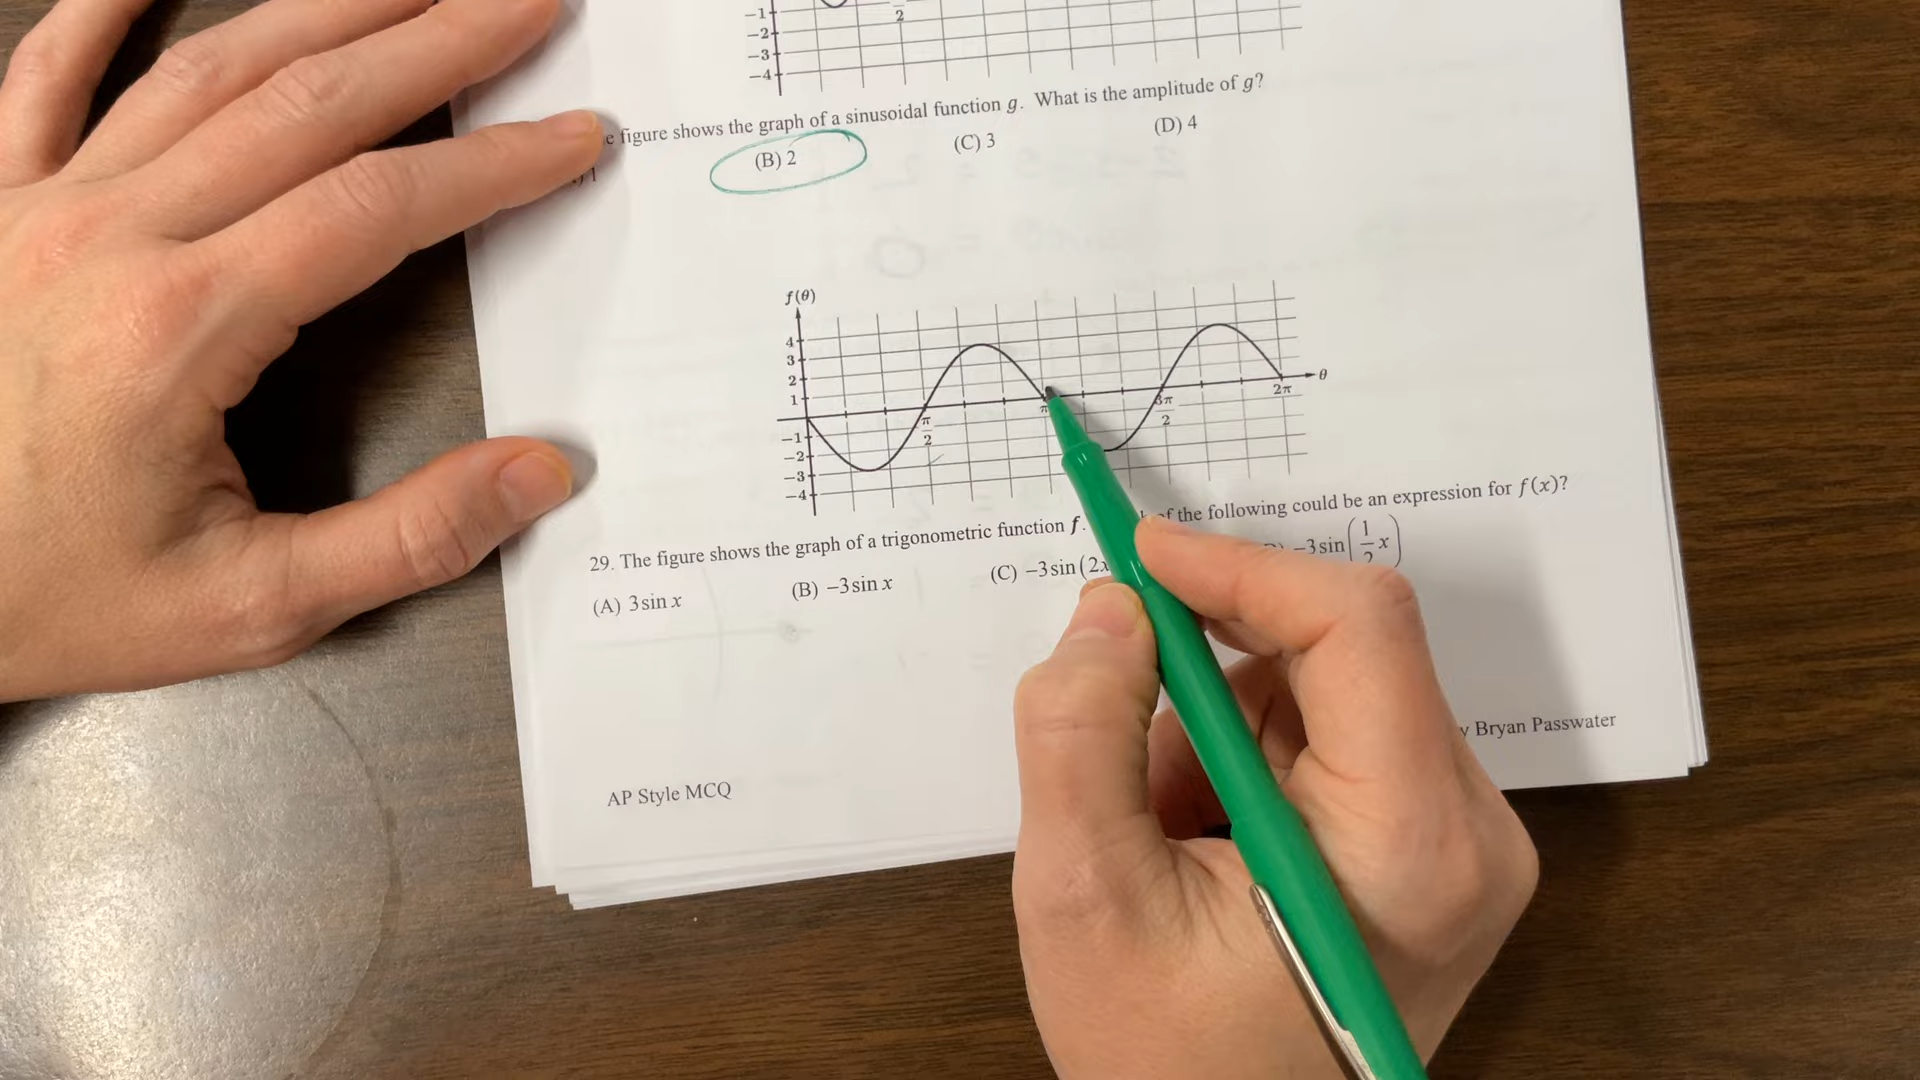 −1
π/2
−2
−3
−4
figure shows the graph of a sinusoidal function g. What is the amplitude of g?
(B) 2 (C) 3 (D) 4
f(θ)
4
3
2
1
−1
−2
−3
−4
π/2 π 3π/2 2π θ
29. The figure shows the graph of a trigonometric function f. of the following could be an expression for f(x)?
(A) 3 sin x (B) −3 sin x (C) −3 sin(2x −3 sin(1/2 x)
AP Style MCQ Bryan Passwater